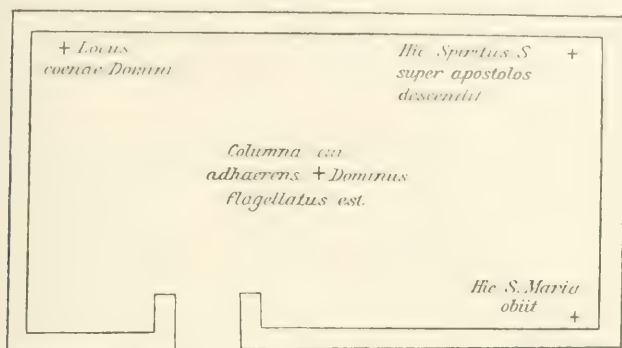 + Locus
coenae Domini
Hic Spiritus S +
super apostolos
descendit
Columna cui
adhaerens + Dominus
flagellatus est.
Hic S. Maria
obiit
+